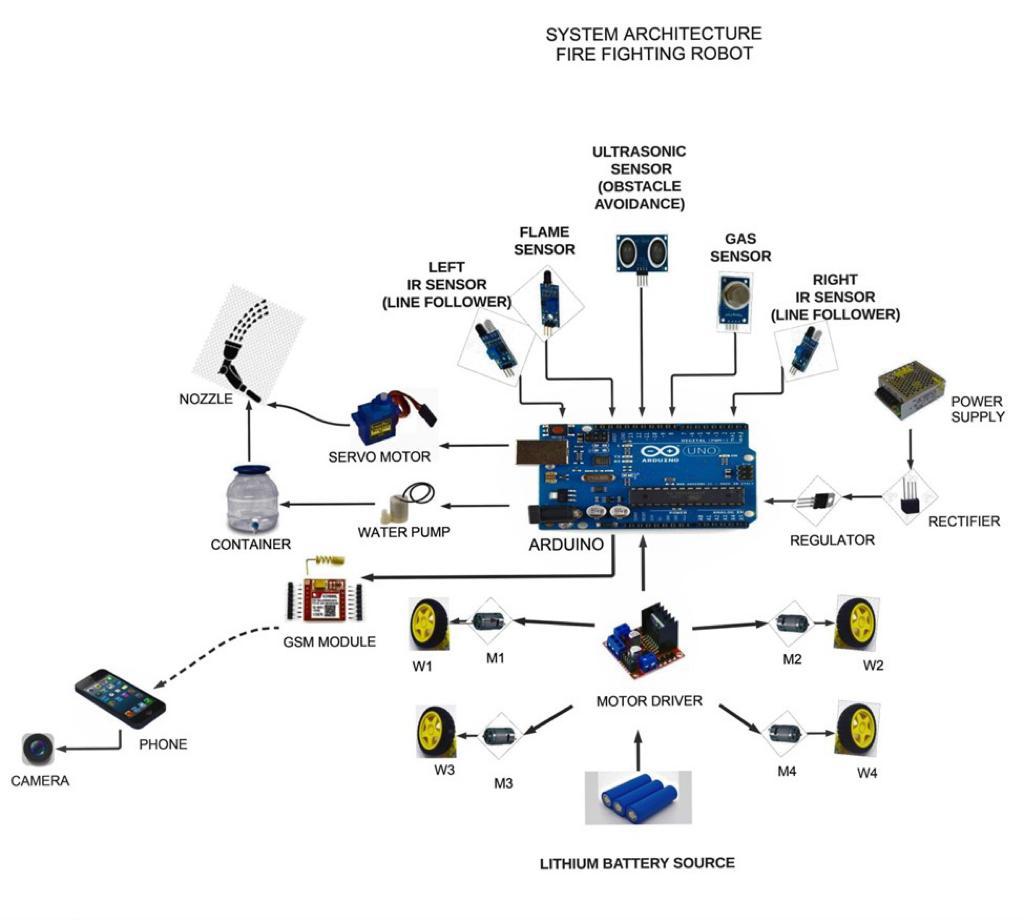 SYSTEM ARCHITECTURE
FIRE FIGHTING ROBOT
ULTRASONIC
SENSOR
(OBSTACLE
AVOIDANCE)
FLAME
SENSOR
GAS
SENSOR
LEFT
IR SENSOR
(LINE FOLLOWER)
RIGHT
IR SENSOR
(LINE FOLLOWER)
NOZZLE
POWER
SUPPLY
SERVO MOTOR
UNO
ARDUINO
WATER PUMP
CONTAINER
ARDUINO
REGULATOR
RECTIFIER
GSM MODULE
W1
M1
M2
W2
MOTOR DRIVER
PHONE
CAMERA
W3
M3
M4
W4
LITHIUM BATTERY SOURCE